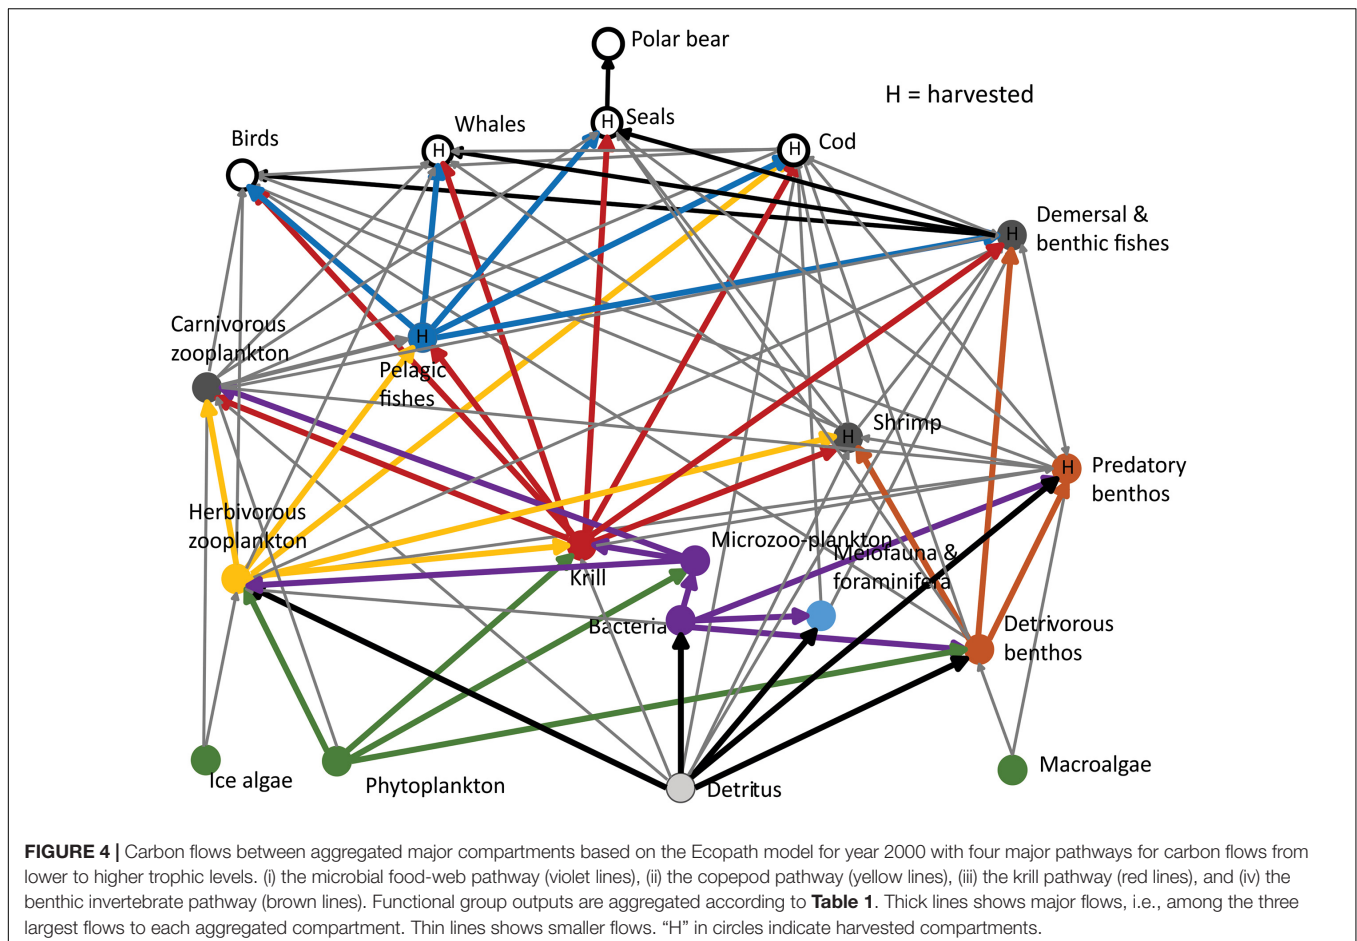 Polar bear
H = harvested
H Seals
Whales
H
Cod
H
Birds
Demersal &
benthic fishes
H
Carnivorous
zooplankton
H
Pelagic
fishes
Shrimp
H
Predatory
benthos
H
Herbivorous
zooplankton
Microzoo-plankton
Meiofauna &
foraminifera
Krill
Bacteria
Detrivorous
benthos
Ice algae
Phytoplankton
Detritus
Macroalgae
FIGURE 4 | Carbon flows between aggregated major compartments based on the Ecopath model for year 2000 with four major pathways for carbon flows from
lower to higher trophic levels. (i) the microbial food-web pathway (violet lines), (ii) the copepod pathway (yellow lines), (iii) the krill pathway (red lines), and (iv) the
benthic invertebrate pathway (brown lines). Functional group outputs are aggregated according to Table 1. Thick lines shows major flows, i.e., among the three
largest flows to each aggregated compartment. Thin lines shows smaller flows. “H” in circles indicate harvested compartments.